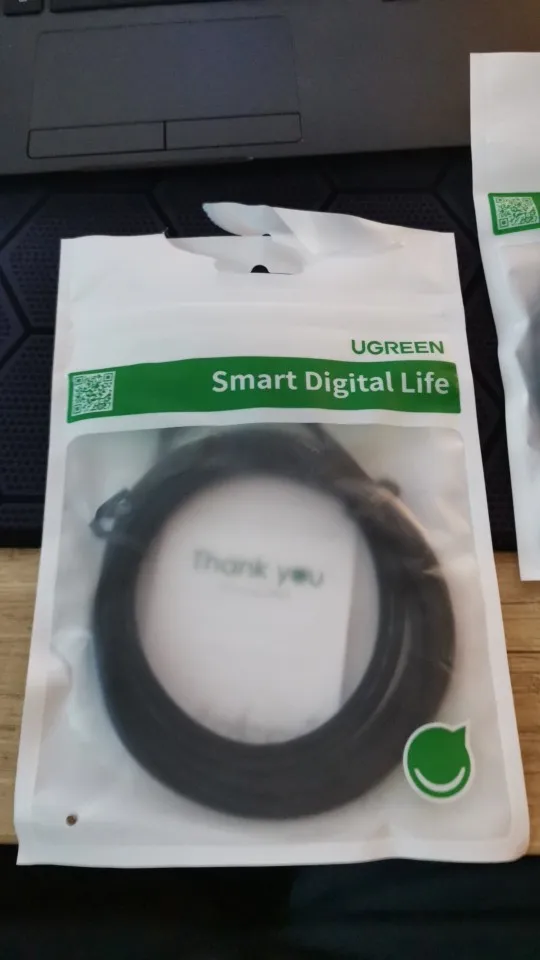 UGREEN
Smart Digital Life
Thank you